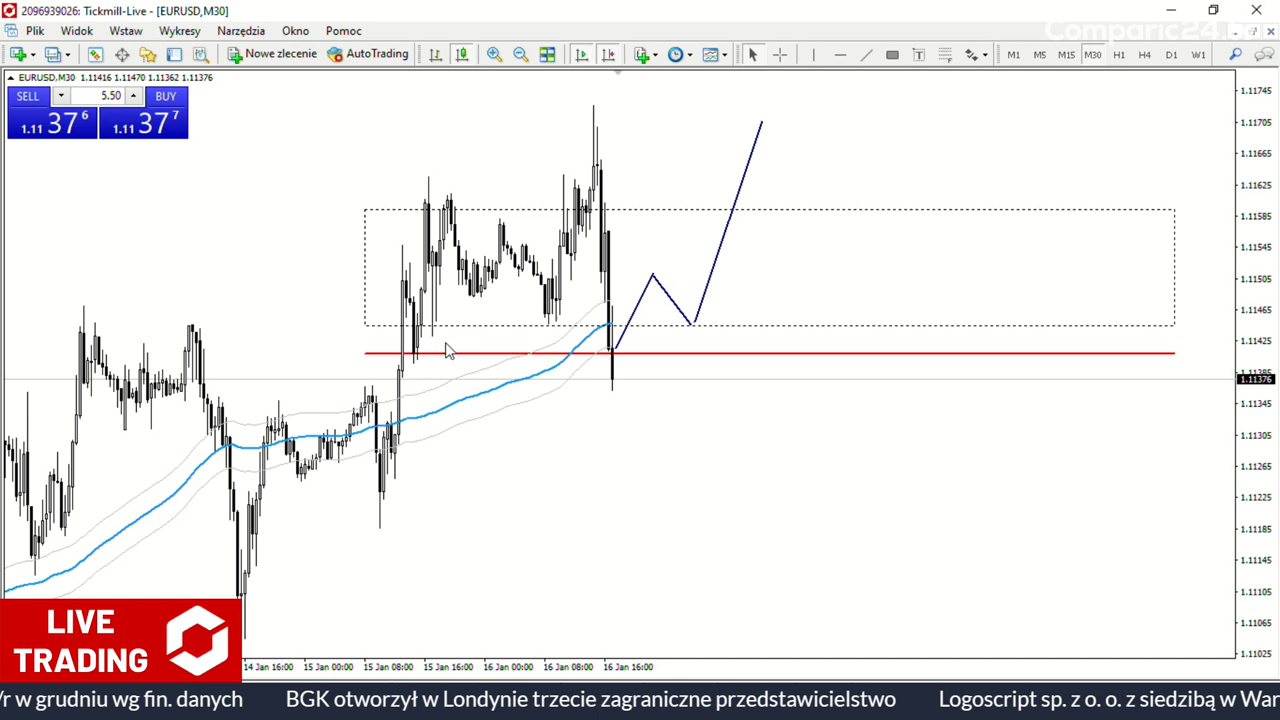 2096939026: Tickmill-Live - [EURUSD,M30]
Comparic24.
Plik Widok Wstaw Wykresy Narzędzia Okno Pomoc
Nowe zlecenie AutoTrading M1 M5 M15 M30 H1 H4 D1 W1
EURUSD,M30 1.11416 1.11470 1.11362 1.11376
SELL 5.50 BUY
1.11 37 6 1.11 37 7
1.11745
1.11705
1.11665
1.11625
1.11585
1.11545
1.11505
1.11465
1.11425
1.11385
1.11376
1.11345
1.11305
1.11265
1.11225
1.11185
1.11145
1.11105
1.11065
1.11025
LIVE
TRADING
14 Jan 16:00 15 Jan 00:00 15 Jan 08:00 15 Jan 16:00 16 Jan 00:00 16 Jan 08:00 16 Jan 16:00
/r w grudniu wg fin. danych BGK otworzył w Londynie trzecie zagraniczne przedstawicielstwo Logoscript sp. z o. o. z siedzibą w War